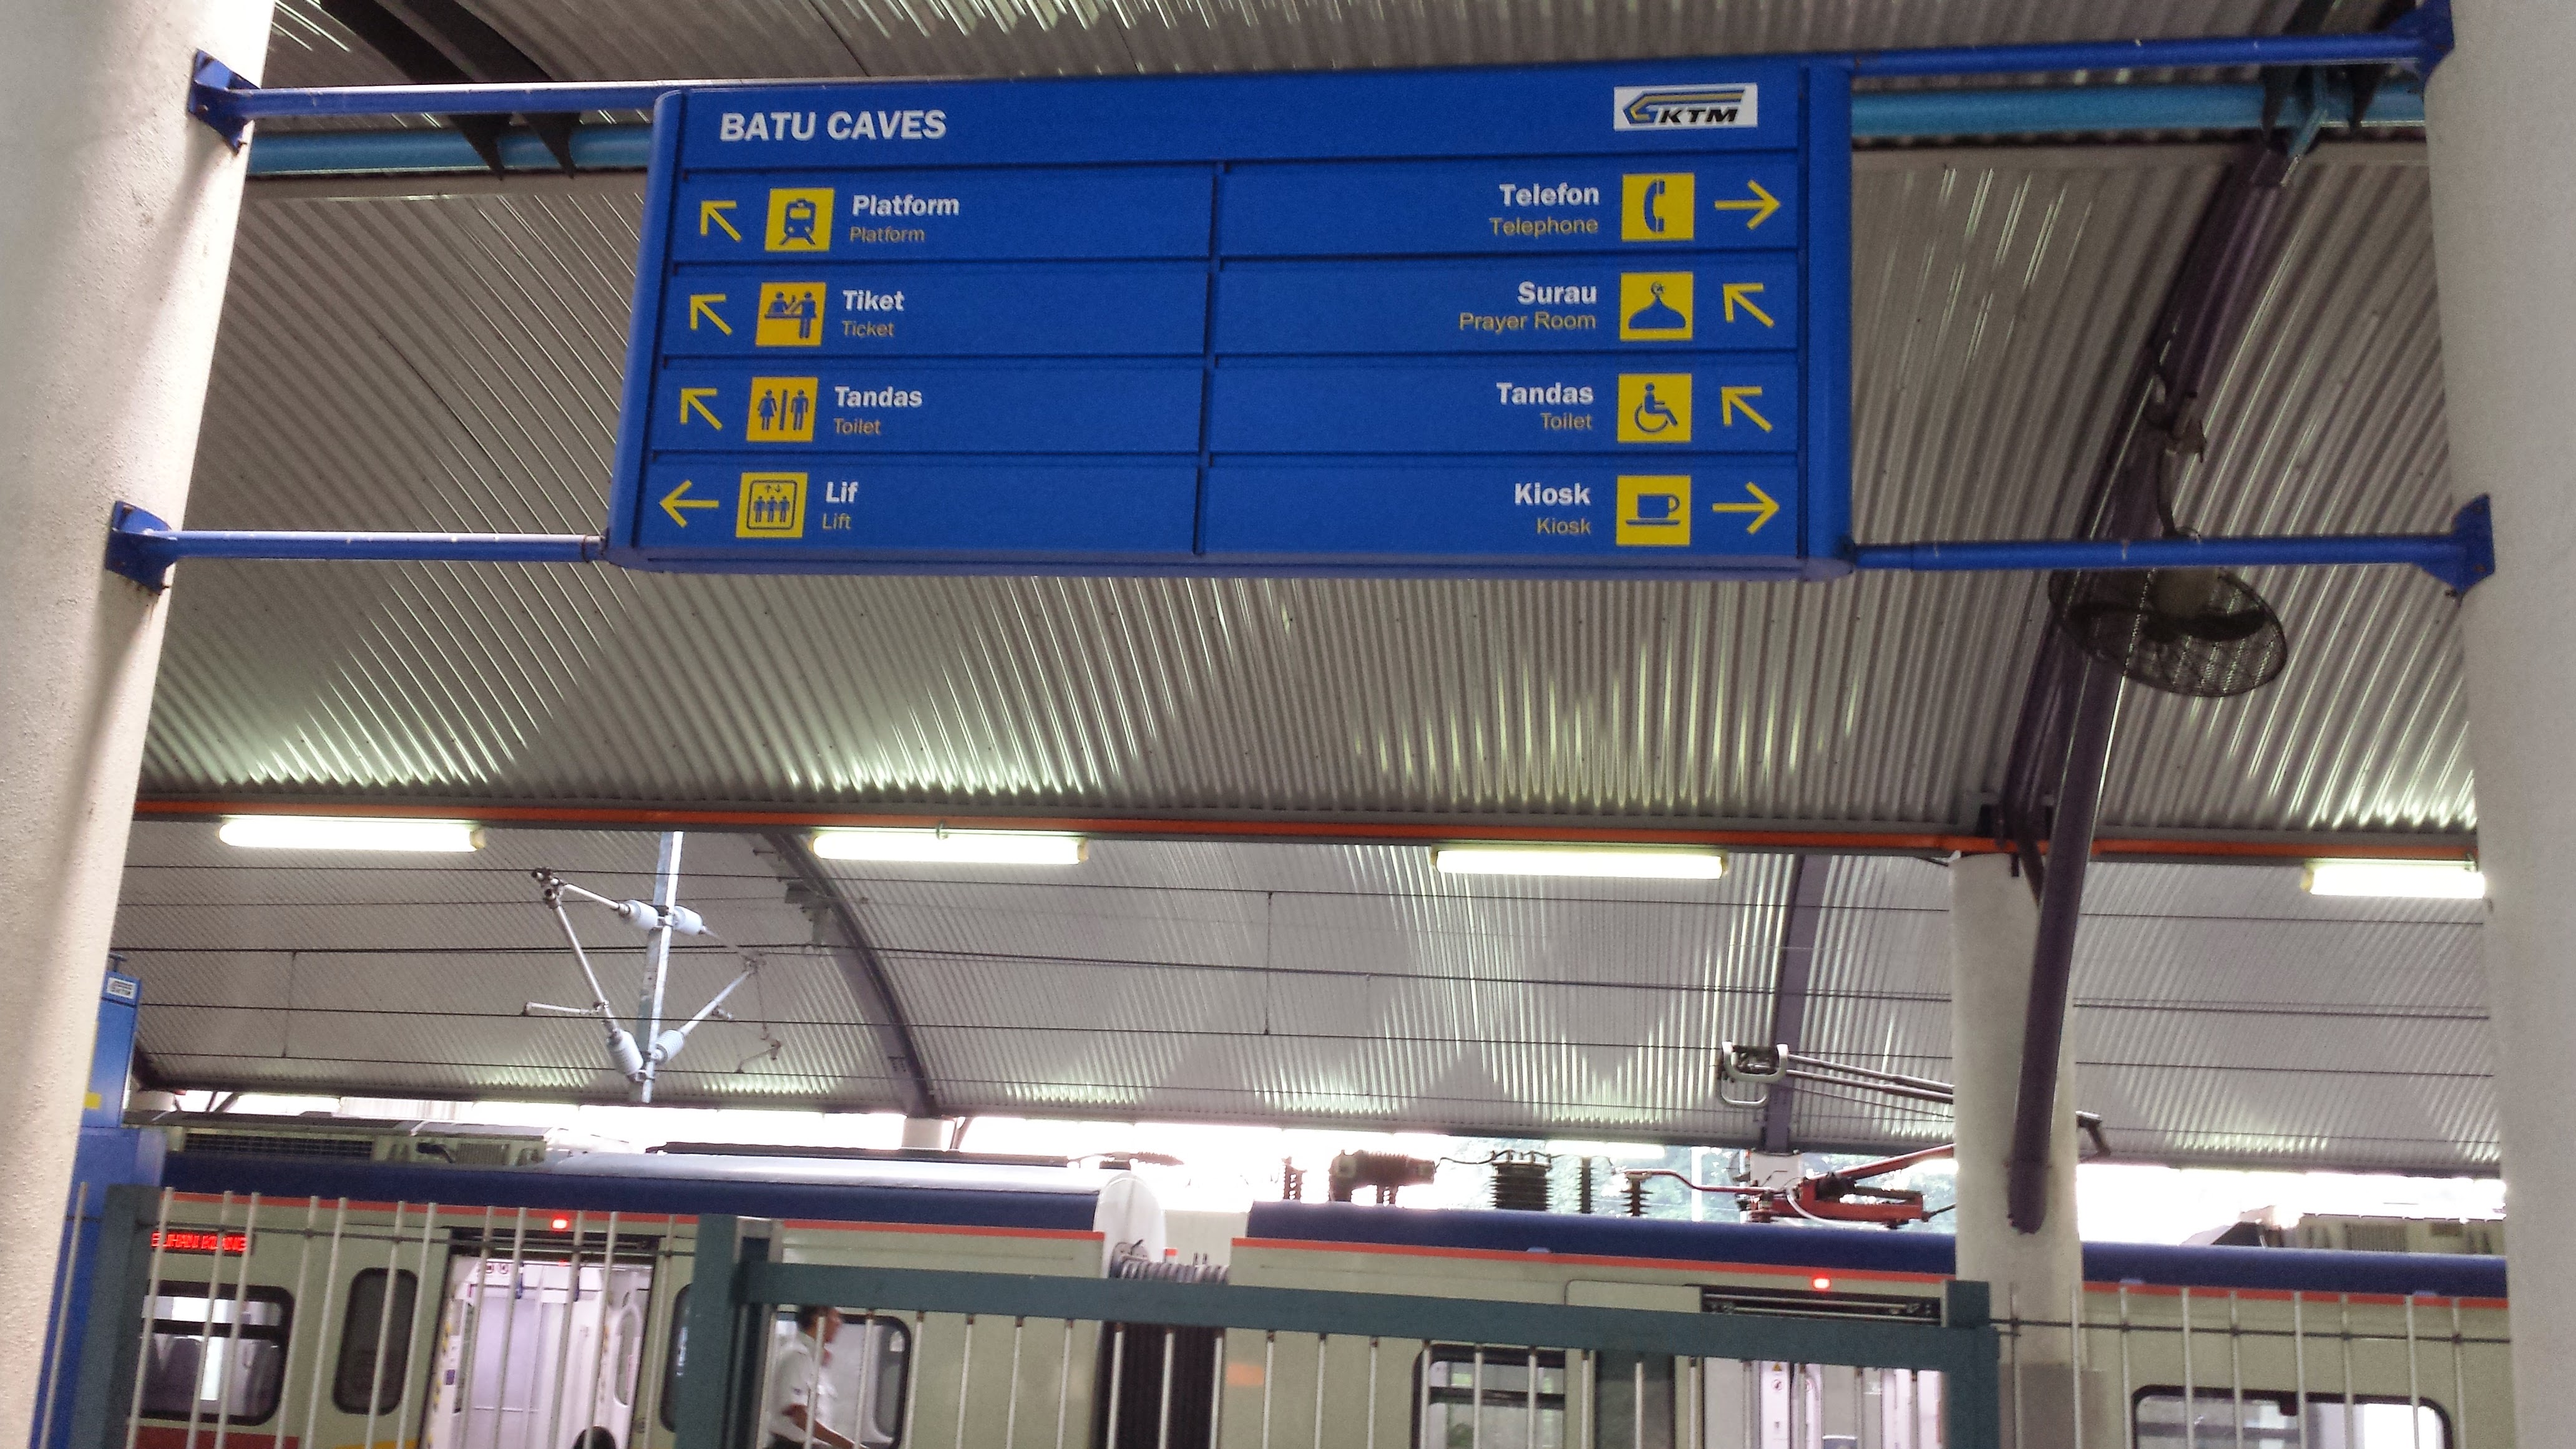 BATU CAVES
KTM
Platform
Platform
Tiket
Ticket
Tandas
Toilet
Lif
Lift
Telefon
Telephone
Surau
Prayer Room
Tandas
Toilet
Kiosk
Kiosk